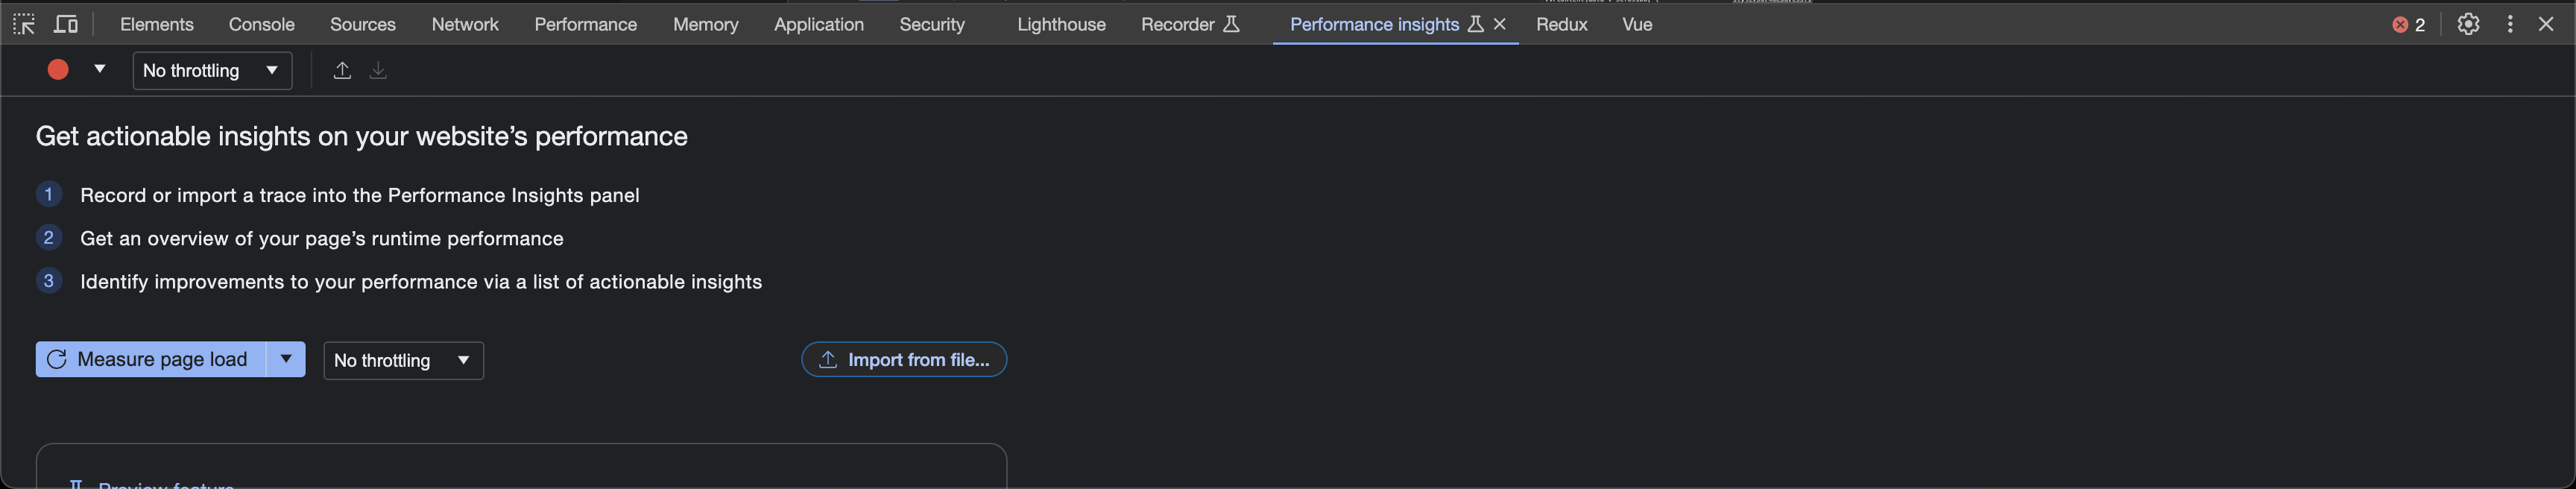 Elements Console Sources Network Performance Memory Application Security Lighthouse Recorder Performance insights Redux Vue 2
No throttling
Get actionable insights on your website’s performance
1 Record or import a trace into the Performance Insights panel
2 Get an overview of your page’s runtime performance
3 Identify improvements to your performance via a list of actionable insights
Measure page load No throttling Import from file...
Preview feature